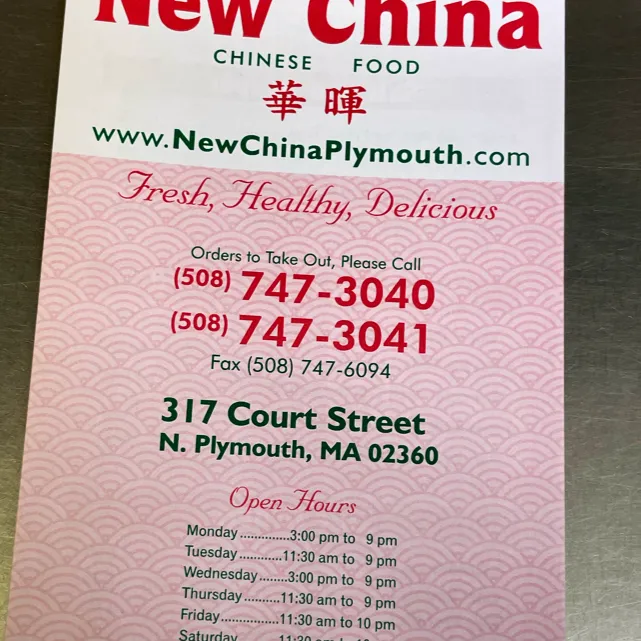 New China
CHINESE FOOD
華暉
www.NewChinaPlymouth.com
Fresh, Healthy, Delicious
Orders to Take Out, Please Call
(508) 747-3040
(508) 747-3041
Fax (508) 747-6094
317 Court Street
N. Plymouth, MA 02360
Open Hours
Monday..............3:00 pm to 9 pm
Tuesday............11:30 am to 9 pm
Wednesday........3:00 pm to 9 pm
Thursday..........11:30 am to 9 pm
Friday................11:30 am to 10 pm
Saturday